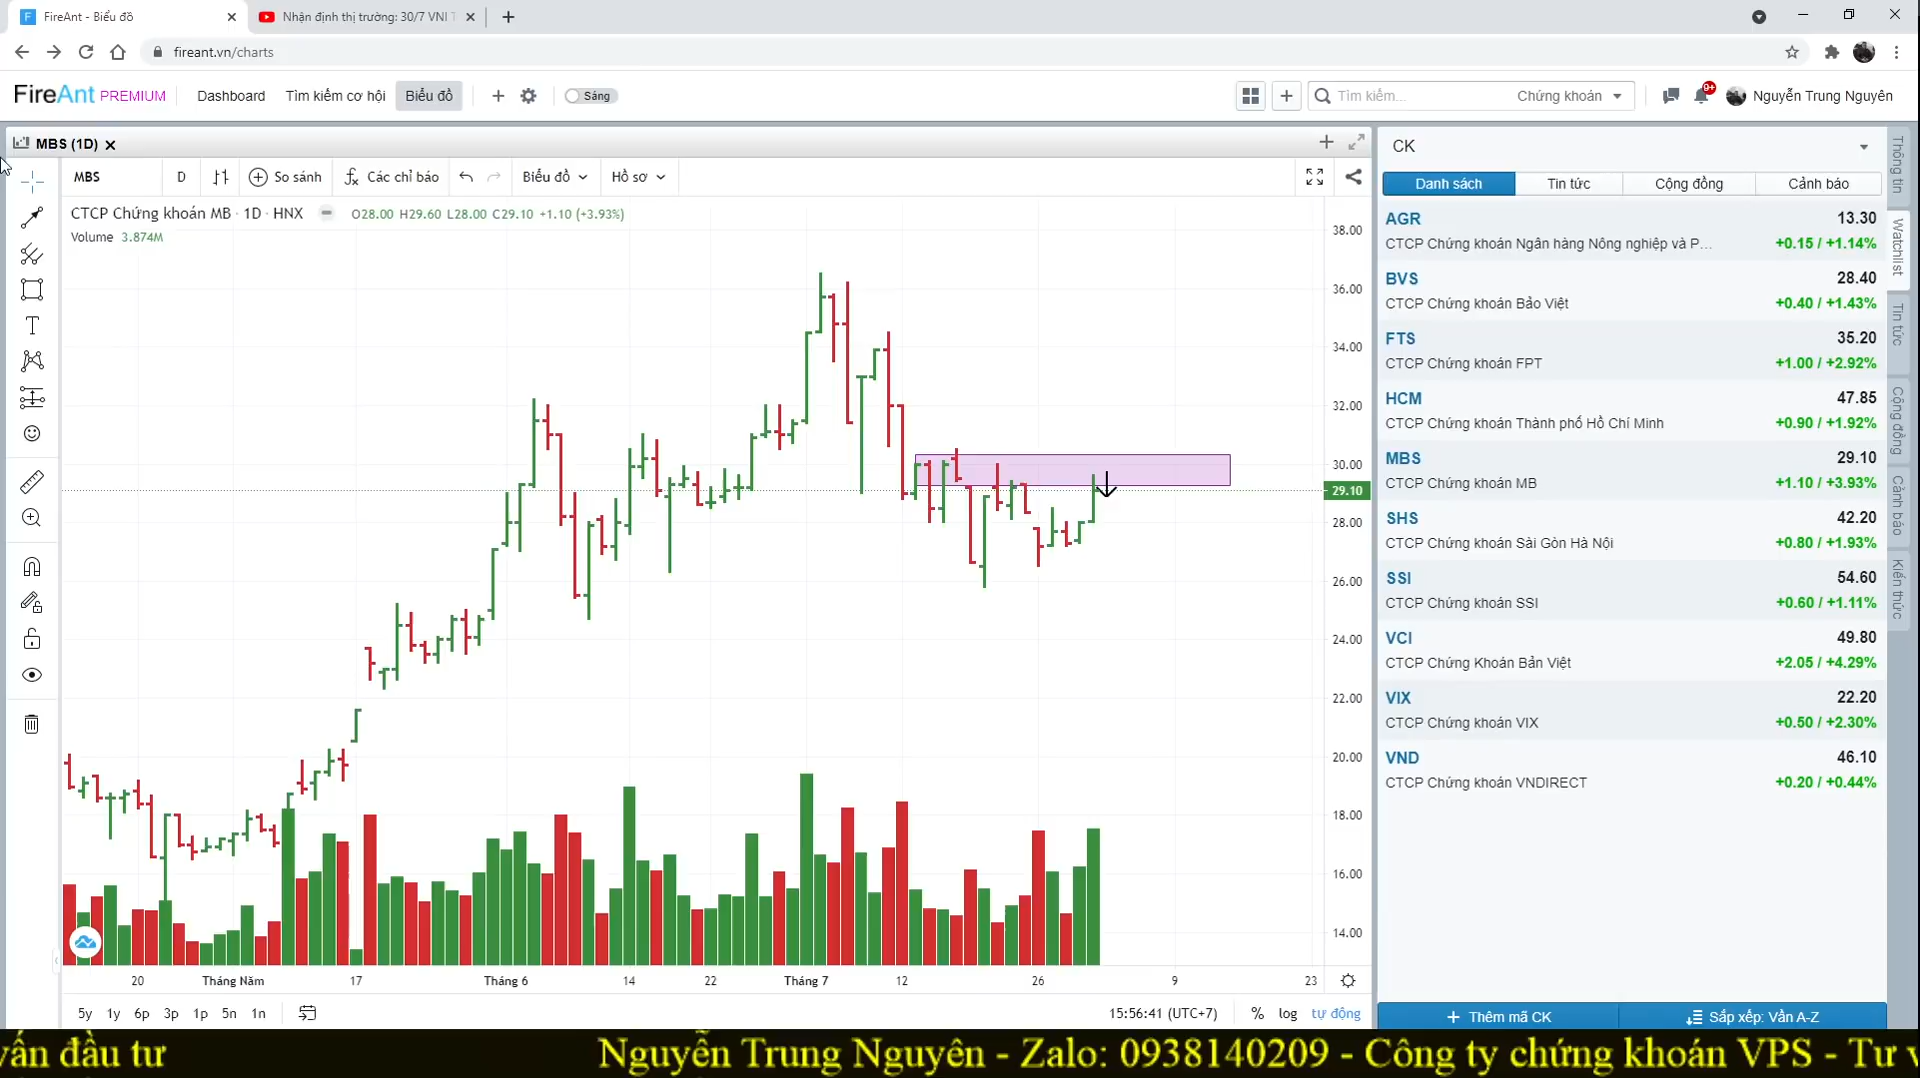 FireAnt - Biểu đồ
Nhận định thị trường: 30/7 VNI T
fireant.vn/charts
FireAnt PREMIUM
Dashboard
Tìm kiếm cơ hội
Biểu đồ
Sáng
Tìm kiếm...
Chứng khoán
9+
Nguyễn Trung Nguyên
MBS (1D)
MBS
D
So sánh
Các chỉ báo
Biểu đồ
Hồ sơ
CTCP Chứng khoán MB · 1D · HNX
O28.00 H29.60 L28.00 C29.10 +1.10 (+3.93%)
Volume 3.874M
38.00
36.00
34.00
32.00
30.00
29.10
28.00
26.00
24.00
22.00
20.00
18.00
16.00
14.00
20
Tháng Năm
17
Tháng 6
14
22
Tháng 7
12
26
9
23
5y
1y
6p
3p
1p
5n
1n
15:56:41 (UTC+7)
%
log
tự động
CK
Danh sách
Tin tức
Cộng đồng
Cảnh báo
AGR 13.30
CTCP Chứng khoán Ngân hàng Nông nghiệp và P... +0.15 / +1.14%
BVS 28.40
CTCP Chứng khoán Bảo Việt +0.40 / +1.43%
FTS 35.20
CTCP Chứng khoán FPT +1.00 / +2.92%
HCM 47.85
CTCP Chứng khoán Thành phố Hồ Chí Minh +0.90 / +1.92%
MBS 29.10
CTCP Chứng khoán MB +1.10 / +3.93%
SHS 42.20
CTCP Chứng khoán Sài Gòn Hà Nội +0.80 / +1.93%
SSI 54.60
CTCP Chứng khoán SSI +0.60 / +1.11%
VCI 49.80
CTCP Chứng Khoán Bản Việt +2.05 / +4.29%
VIX 22.20
CTCP Chứng khoán VIX +0.50 / +2.30%
VND 46.10
CTCP Chứng khoán VNDIRECT +0.20 / +0.44%
Thêm mã CK
Sắp xếp: Vần A-Z
Thông tin
Watchlist
Tin tức
Cộng đồng
Cảnh báo
Kiến thức
vấn đầu tư
Nguyễn Trung Nguyên - Zalo: 0938140209 - Công ty chứng khoán VPS - Tư v